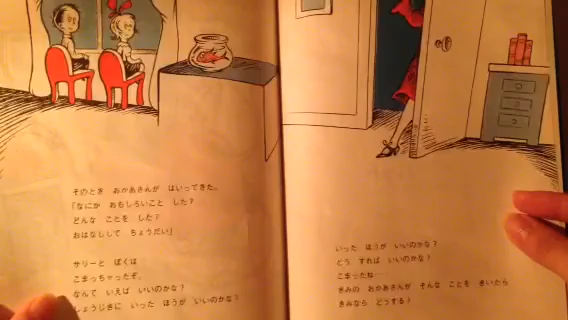 そのとき　おかあさんが　はいってきた。
「なにか　おもしろいこと　した?
どんな　ことを　した?
おはなしして　ちょうだい」
サリーと　ぼくは
こまっちゃったぞ。
なんて　いえば　いいのかな?
しょうじきに　いった　ほうが　いいのかな?
いった　ほうが　いいのかな?
どう　すれば　いいのかな?
こまったね…
きみの　おかあさんが　そんな　ことを　きいたら
きみなら　どうする?